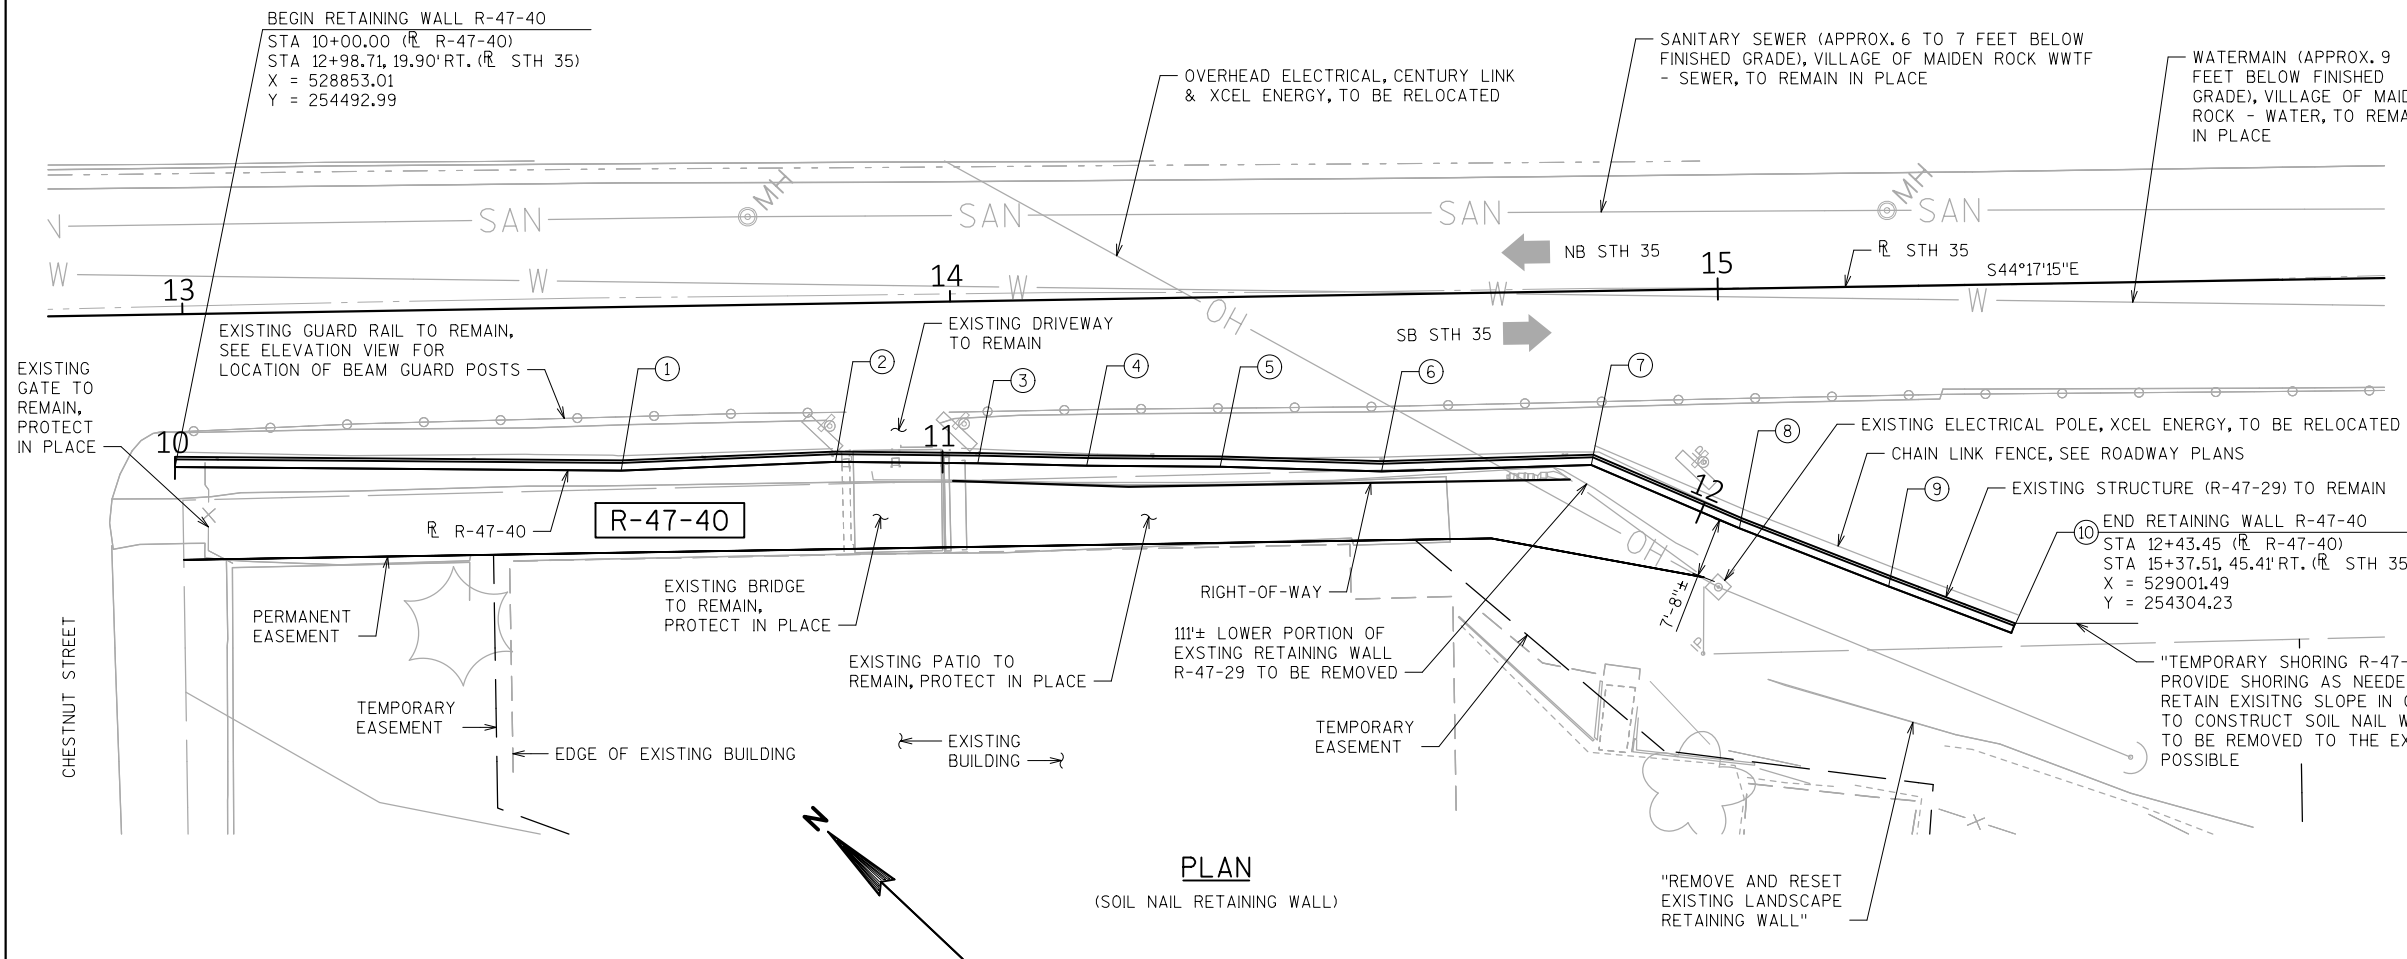 BEGIN RETAINING WALL R-47-40
STA 10+00.00 (RL R-47-40)
STA 12+98.71, 19.90' RT. (RL STH 35)
X = 528853.01
Y = 254492.99
OVERHEAD ELECTRICAL, CENTURY LINK
& XCEL ENERGY, TO BE RELOCATED
SANITARY SEWER (APPROX. 6 TO 7 FEET BELOW
FINISHED GRADE), VILLAGE OF MAIDEN ROCK WWTF
- SEWER, TO REMAIN IN PLACE
WATERMAIN (APPROX. 9
FEET BELOW FINISHED
GRADE), VILLAGE OF
ROCK - WATER, TO
IN PLACE
MH
MH
SAN
SAN
SAN
SAN
NB STH 35
RL STH 35
S44°17'15"E
W
W
W
W
W
13
14
15
OH
SB STH 35
EXISTING GUARD RAIL TO REMAIN,
SEE ELEVATION VIEW FOR
LOCATION OF BEAM GUARD POSTS
EXISTING DRIVEWAY
TO REMAIN
EXISTING
GATE TO
REMAIN,
PROTECT
IN PLACE
1
2
3
4
5
6
7
8
9
10
10
11
12
EXISTING ELECTRICAL POLE, XCEL ENERGY, TO BE RELOCATED
CHAIN LINK FENCE, SEE ROADWAY PLANS
EXISTING STRUCTURE (R-47-29) TO REMAIN
END RETAINING WALL R-47-40
STA 12+43.45 (RL R-47-40)
STA 15+37.51, 45.41' RT. (RL STH 35
X = 529001.49
Y = 254304.23
RL R-47-40
R-47-40
OH
7'-8"±
IP
PERMANENT
EASEMENT
EXISTING BRIDGE
TO REMAIN,
PROTECT IN PLACE
RIGHT-OF-WAY
111'± LOWER PORTION OF
EXSTING RETAINING WALL
R-47-29 TO BE REMOVED
EXISTING PATIO TO
REMAIN, PROTECT IN PLACE
"TEMPORARY SHORING R-47-
PROVIDE SHORING AS
RETAIN EXISITNG SLOPE IN
TO CONSTRUCT SOIL NAIL
TO BE REMOVED TO THE
POSSIBLE
CHESTNUT STREET
TEMPORARY
EASEMENT
EDGE OF EXISTING BUILDING
EXISTING
BUILDING
TEMPORARY
EASEMENT
N
PLAN
(SOIL NAIL RETAINING WALL)
"REMOVE AND RESET
EXISTING LANDSCAPE
RETAINING WALL"